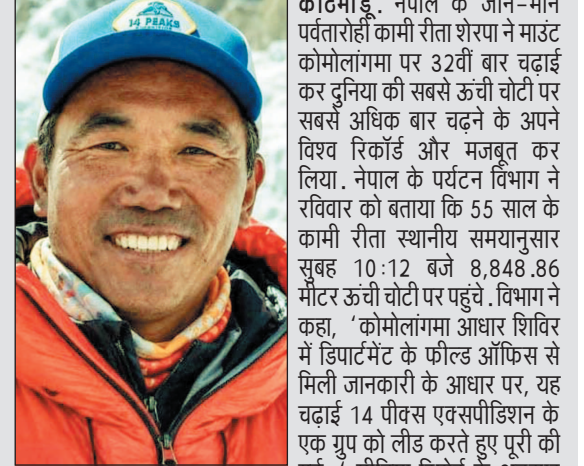 14 PEAKS
काठमांडू. नेपाल के जाने-माने
पर्वतारोही कामी रीता शेरपा ने माउंट
कोमोलांगमा पर 32वीं बार चढ़ाई
कर दुनिया की सबसे ऊंची चोटी पर
सबसे अधिक बार चढ़ने के अपने
विश्व रिकॉर्ड और मजबूत कर
लिया. नेपाल के पर्यटन विभाग ने
रविवार को बताया कि 55 साल के
कामी रीता स्थानीय समयानुसार
सुबह 10:12 बजे 8,848.86
मीटर ऊंची चोटी पर पहुंचे. विभाग ने
कहा, ‘कोमोलांगमा आधार शिविर
में डिपार्टमेंट के फील्ड ऑफिस से
मिली जानकारी के आधार पर, यह
चढ़ाई 14 पीक्स एक्सपीडिशन के
एक ग्रुप को लीड करते हुए पूरी की